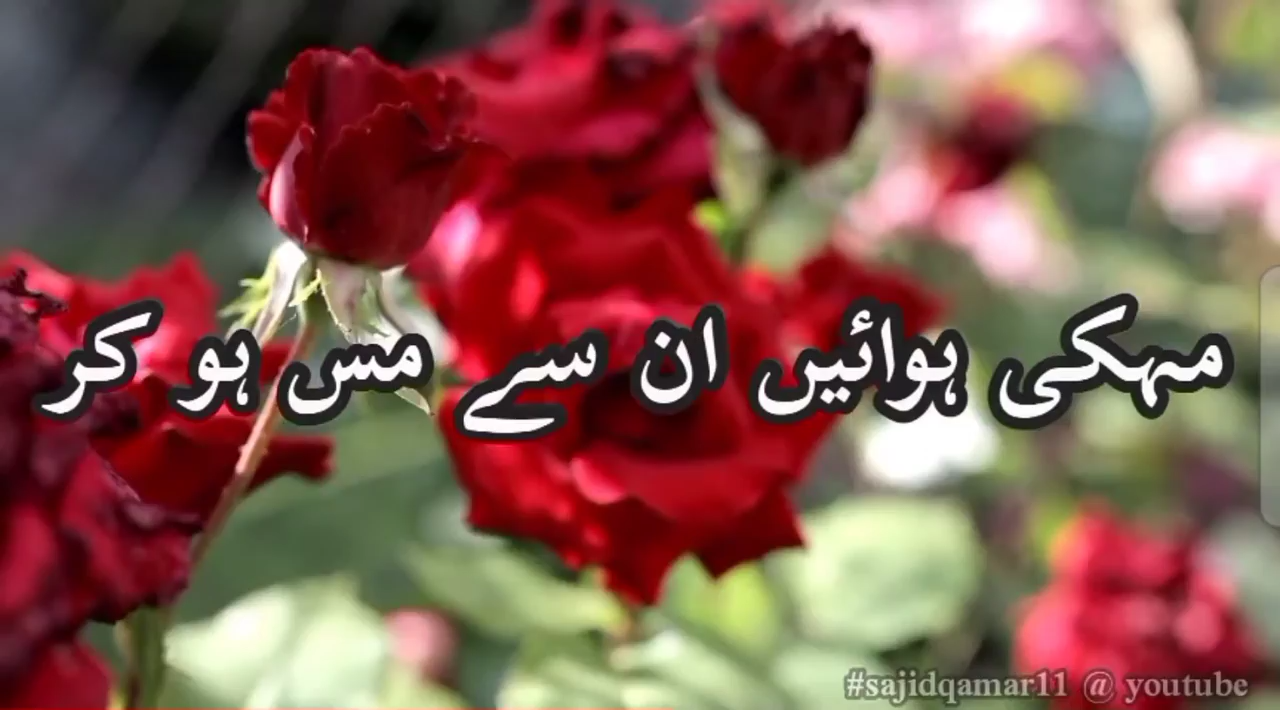 مہکی ہوائیں ان سے مس ہو کر
#sajidqamar11 @ youtube